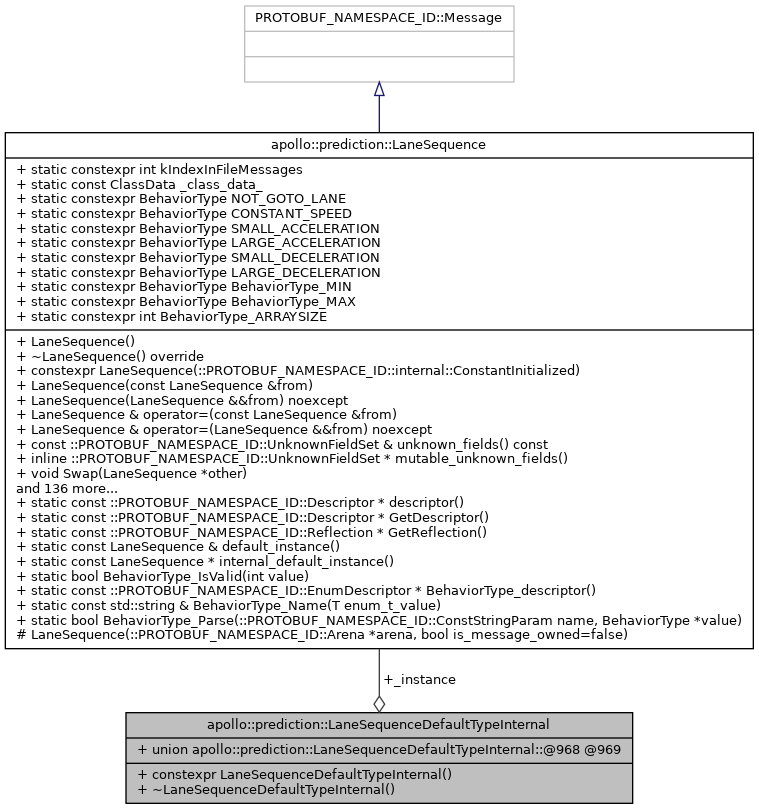 PROTOBUF_NAMESPACE_ID::Message
apollo::prediction::LaneSequence
+ static constexpr int kIndexInFileMessages
+ static const ClassData _class_data_
+ static constexpr BehaviorType NOT_GOTO_LANE
+ static constexpr BehaviorType CONSTANT_SPEED
+ static constexpr BehaviorType SMALL_ACCELERATION
+ static constexpr BehaviorType LARGE_ACCELERATION
+ static constexpr BehaviorType SMALL_DECELERATION
+ static constexpr BehaviorType LARGE_DECELERATION
+ static constexpr BehaviorType BehaviorType_MIN
+ static constexpr BehaviorType BehaviorType_MAX
+ static constexpr int BehaviorType_ARRAYSIZE
+ LaneSequence()
+ ~LaneSequence() override
+ constexpr LaneSequence(::PROTOBUF_NAMESPACE_ID::internal::ConstantInitialized)
+ LaneSequence(const LaneSequence &from)
+ LaneSequence(LaneSequence &&from) noexcept
+ LaneSequence & operator=(const LaneSequence &from)
+ LaneSequence & operator=(LaneSequence &&from) noexcept
+ const ::PROTOBUF_NAMESPACE_ID::UnknownFieldSet & unknown_fields() const
+ inline ::PROTOBUF_NAMESPACE_ID::UnknownFieldSet * mutable_unknown_fields()
+ void Swap(LaneSequence *other)
and 136 more...
+ static const ::PROTOBUF_NAMESPACE_ID::Descriptor * descriptor()
+ static const ::PROTOBUF_NAMESPACE_ID::Descriptor * GetDescriptor()
+ static const ::PROTOBUF_NAMESPACE_ID::Reflection * GetReflection()
+ static const LaneSequence & default_instance()
+ static const LaneSequence * internal_default_instance()
+ static bool BehaviorType_IsValid(int value)
+ static const ::PROTOBUF_NAMESPACE_ID::EnumDescriptor * BehaviorType_descriptor()
+ static const std::string & BehaviorType_Name(T enum_t_value)
+ static bool BehaviorType_Parse(::PROTOBUF_NAMESPACE_ID::ConstStringParam name, BehaviorType *value)
# LaneSequence(::PROTOBUF_NAMESPACE_ID::Arena *arena, bool is_message_owned=false)
+_instance
apollo::prediction::LaneSequenceDefaultTypeInternal
+ union apollo::prediction::LaneSequenceDefaultTypeInternal::@968 @969
+ constexpr LaneSequenceDefaultTypeInternal()
+ ~LaneSequenceDefaultTypeInternal()